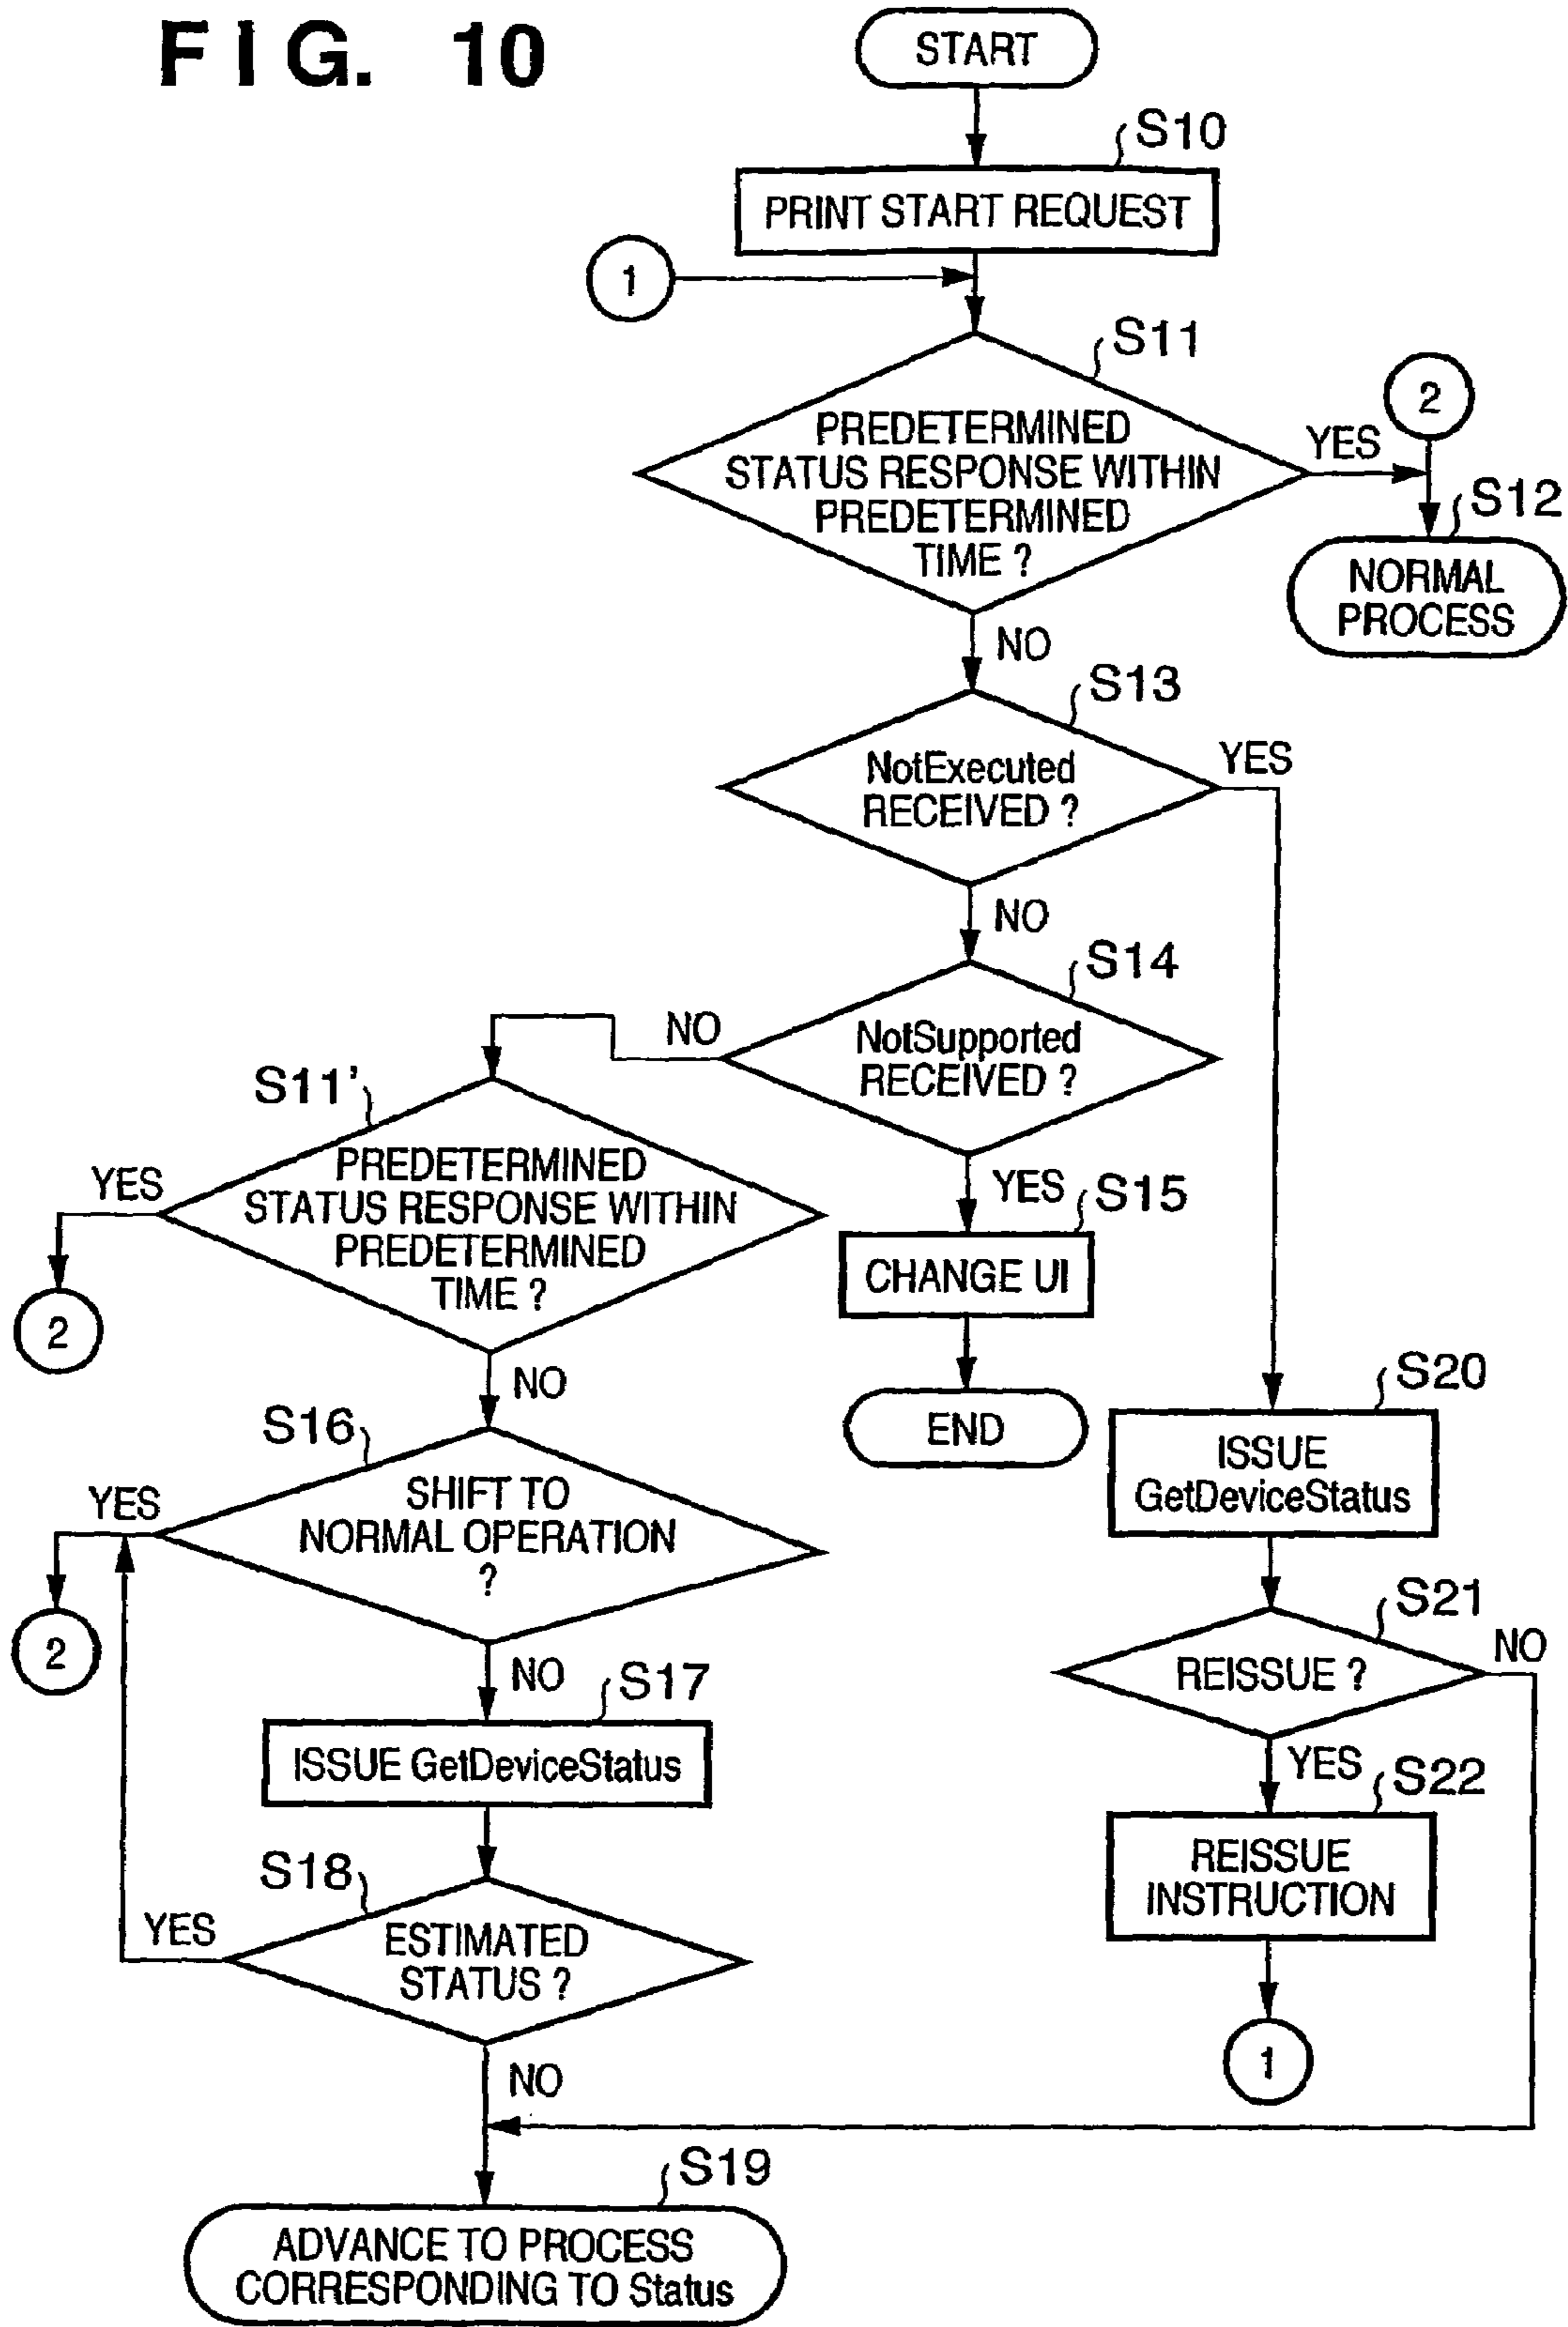 FIG. 10
START
S10
PRINT START REQUEST
1
S11
PREDETERMINED
STATUS RESPONSE WITHIN
PREDETERMINED
TIME ?
YES
2
S12
NORMAL
PROCESS
NO
S13
NotExecuted
RECEIVED ?
YES
NO
S14
NotSupported
RECEIVED ?
NO
S11'
PREDETERMINED
STATUS RESPONSE WITHIN
PREDETERMINED
TIME ?
YES
2
YES
S15
CHANGE UI
END
NO
S16
SHIFT TO
NORMAL OPERATION
?
YES
2
S20
ISSUE
GetDeviceStatus
S21
REISSUE ?
NO
NO
S17
ISSUE GetDeviceStatus
YES
S22
REISSUE
INSTRUCTION
1
S18
ESTIMATED
STATUS ?
YES
NO
S19
ADVANCE TO PROCESS
CORRESPONDING TO Status